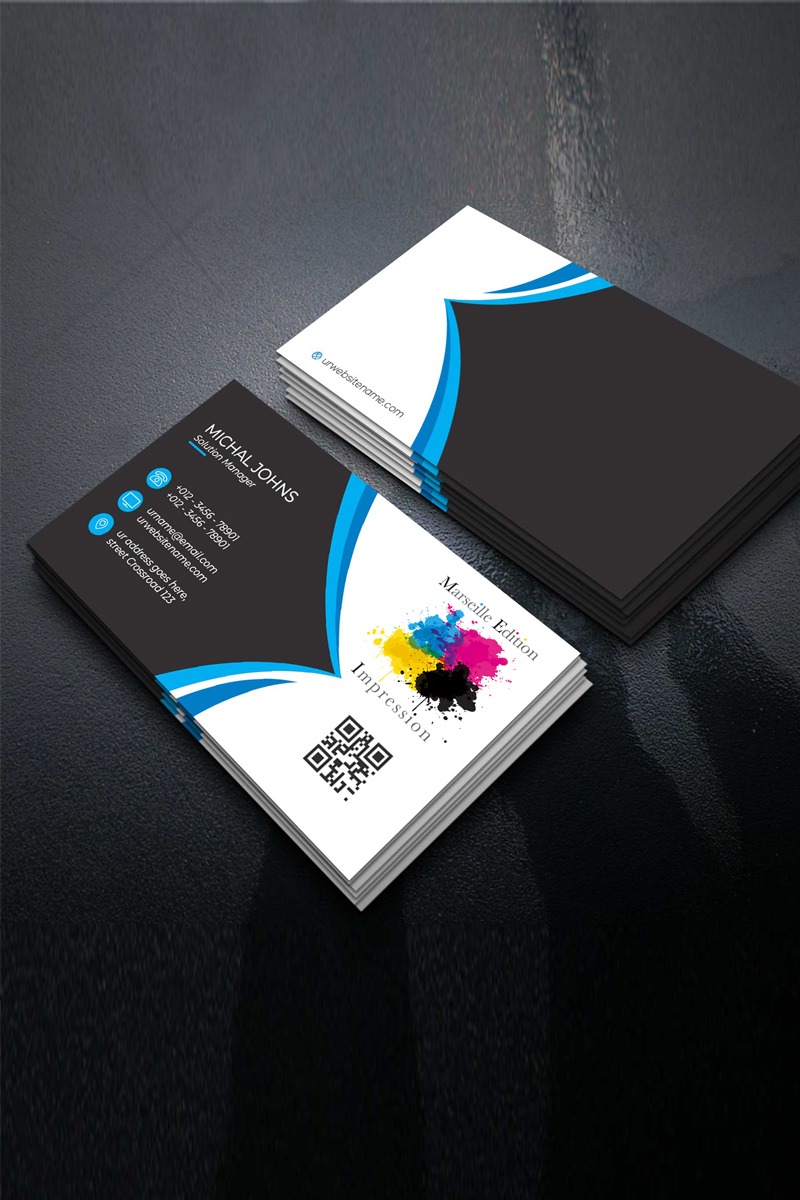 urwebsitename.com
MICHAL JOHNS
Solution Manager
+012 - 3456 - 78901
+012 - 3456 - 78901
urname@email.com
urwebsitename.com
ur address goes here,
street Crossroad 123
Marseille Edition
Impression